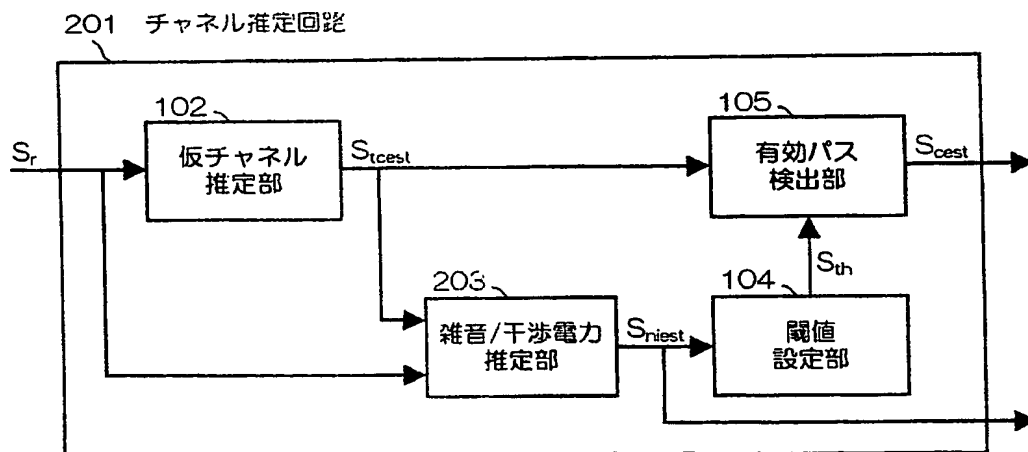 201 チャネル推定回路
102
105
Sr
仮チャネル
推定部
Stcest
有効パス
検出部
Scest
Sth
203
104
雑音/干渉電力
推定部
Sniest
閾値
設定部